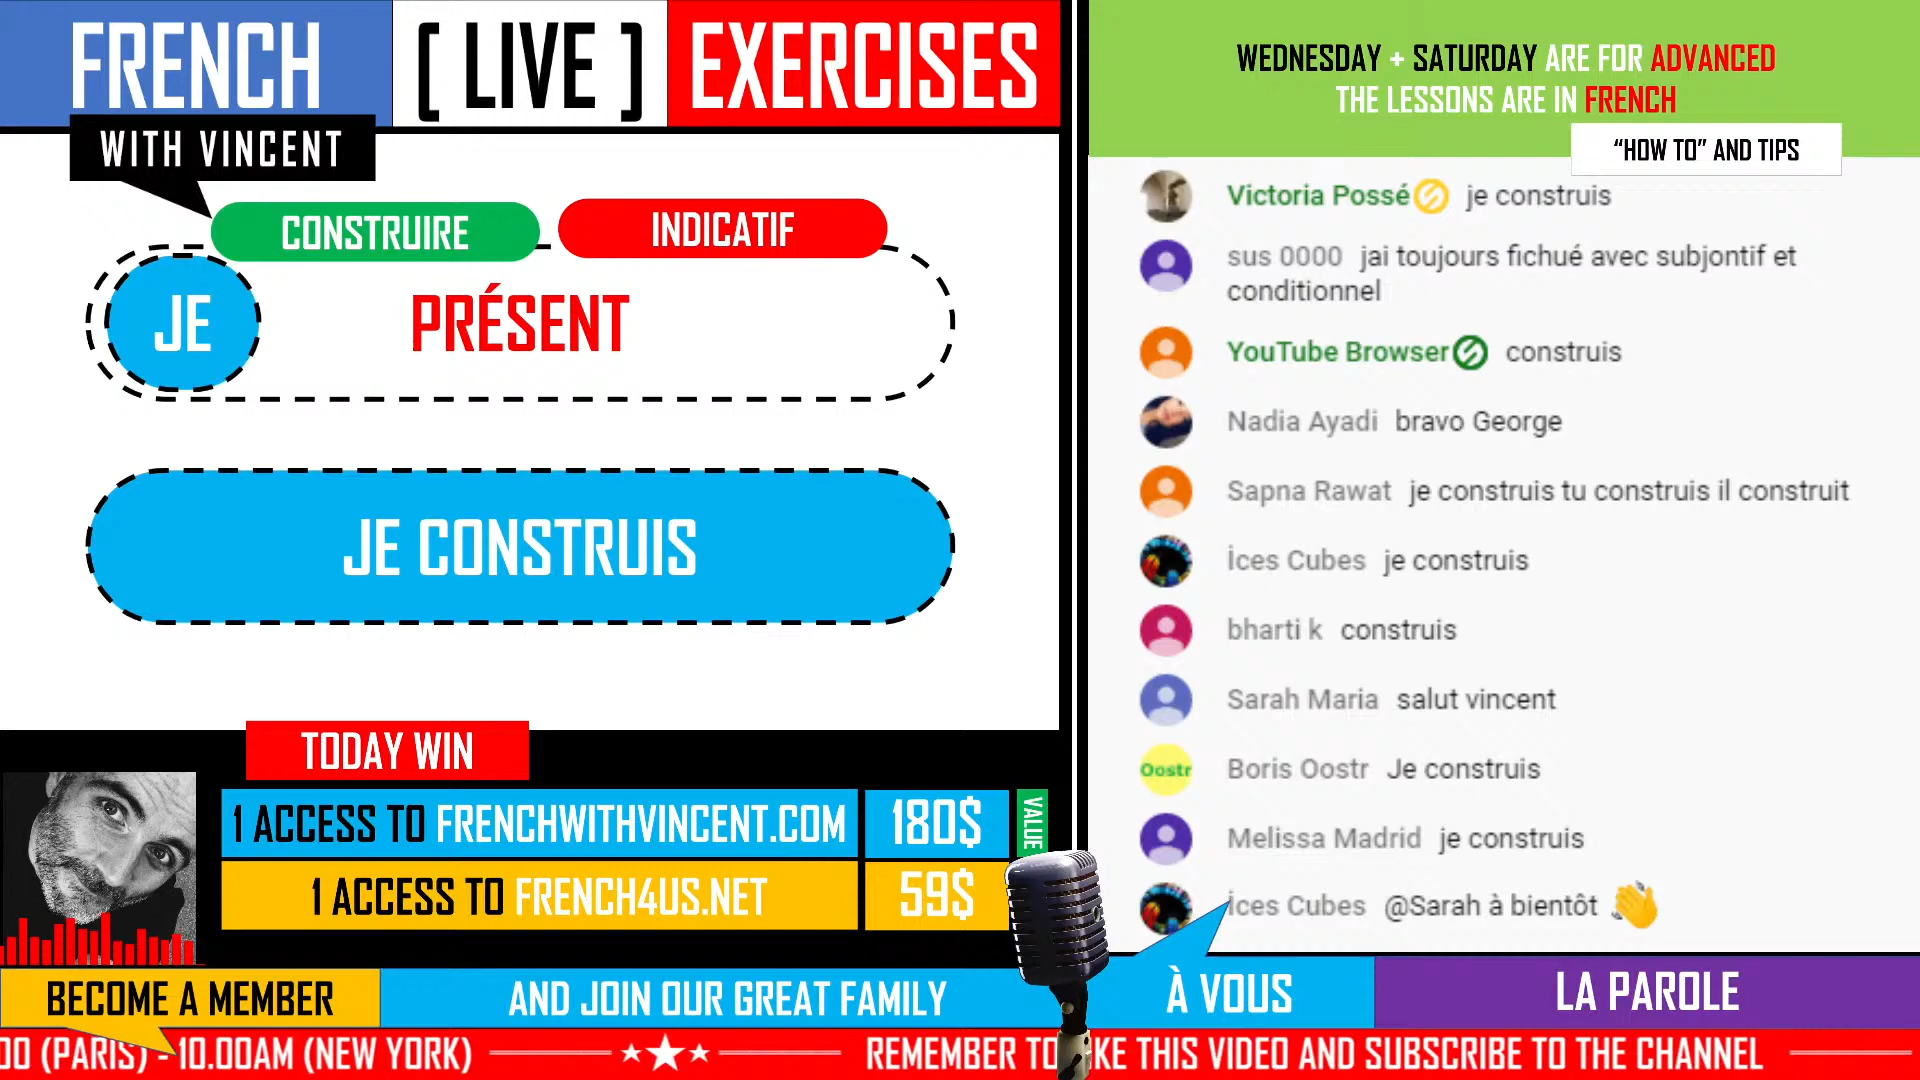 FRENCH [ LIVE ] EXERCISES
WITH VINCENT
CONSTRUIRE
INDICATIF
JE
PRÉSENT
JE CONSTRUIS
TODAY WIN
1 ACCESS TO FRENCHWITHVINCENT.COM 180$
VALUE
1 ACCESS TO FRENCH4US.NET 59$
WEDNESDAY + SATURDAY ARE FOR ADVANCED
THE LESSONS ARE IN FRENCH
“HOW TO” AND TIPS
Victoria Possé je construis
sus 0000 jai toujours fichué avec subjontif et
conditionnel
YouTube Browser construis
Nadia Ayadi bravo George
Sapna Rawat je construis tu construis il construit
İces Cubes je construis
bharti k construis
Sarah Maria salut vincent
Oostr
Boris Oostr Je construis
Melissa Madrid je construis
İces Cubes @Sarah à bientôt 👋
BECOME A MEMBER AND JOIN OUR GREAT FAMILY
À VOUS LA PAROLE
00 (PARIS) - 10.00AM (NEW YORK) REMEMBER TO KE THIS VIDEO AND SUBSCRIBE TO THE CHANNEL